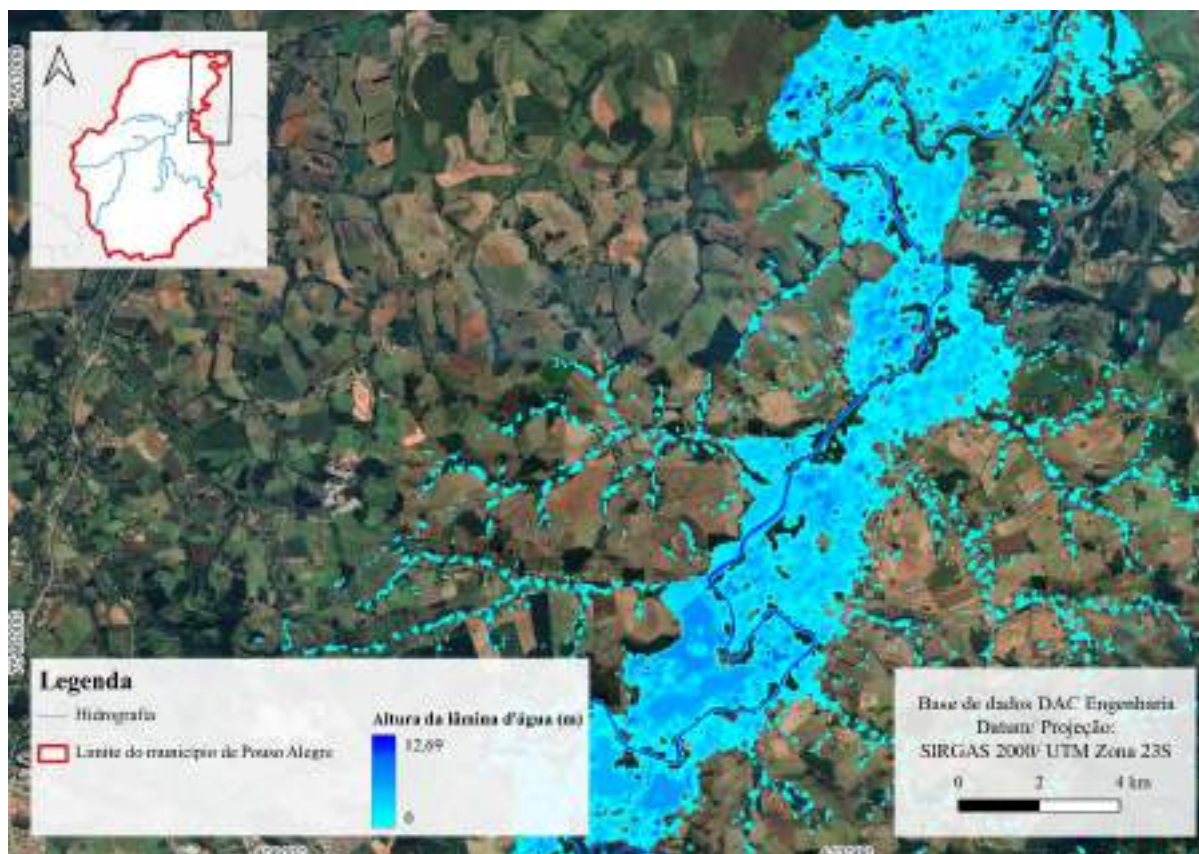 Legenda
Hidrografia
Limite do município de Pouso Alegre
Altura da lâmina d'água (m)
12,69
0
Base de dados DAC Engenharia
Datum/ Projeção:
SIRGAS 2000/ UTM Zona 23S
0 2 4 km